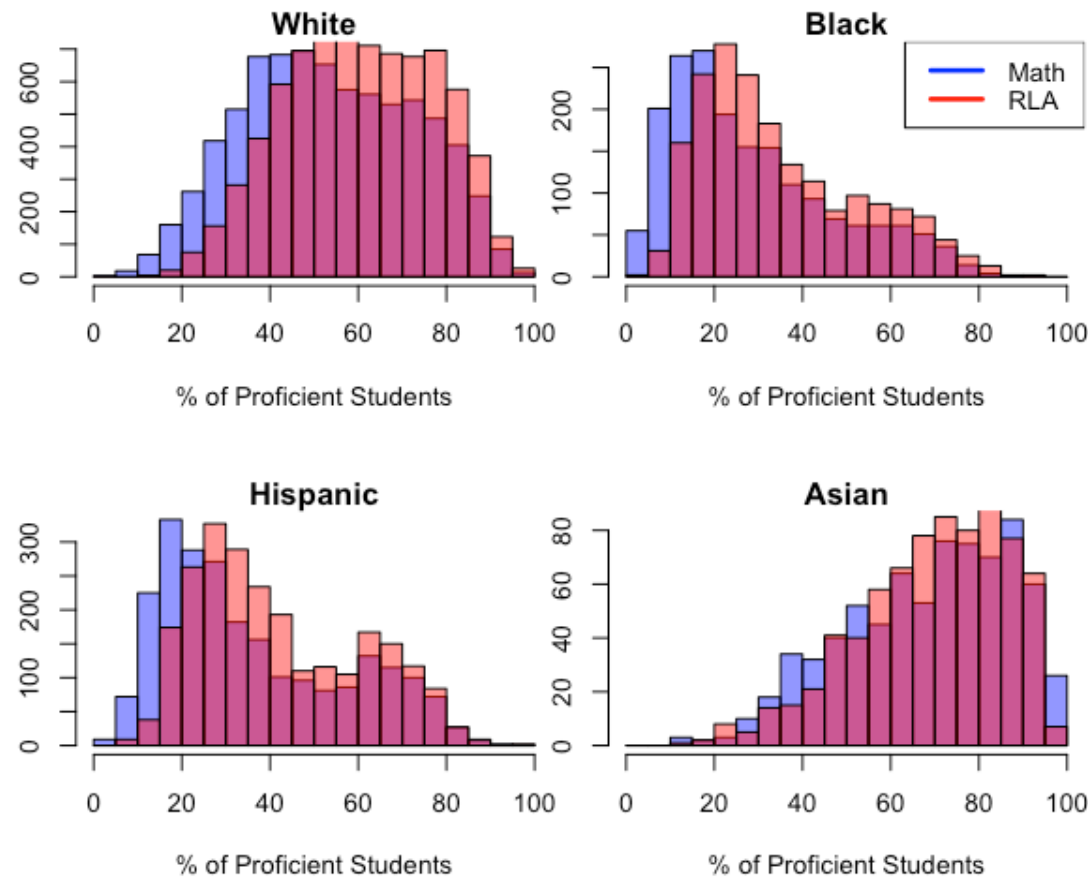 White
0 200 400 600
0 20 40 60 80 100
% of Proficient Students
Black
Math
RLA
0 100 200
0 20 40 60 80 100
% of Proficient Students
Hispanic
0 100 200 300
0 20 40 60 80 100
% of Proficient Students
Asian
0 20 40 60 80
0 20 40 60 80 100
% of Proficient Students